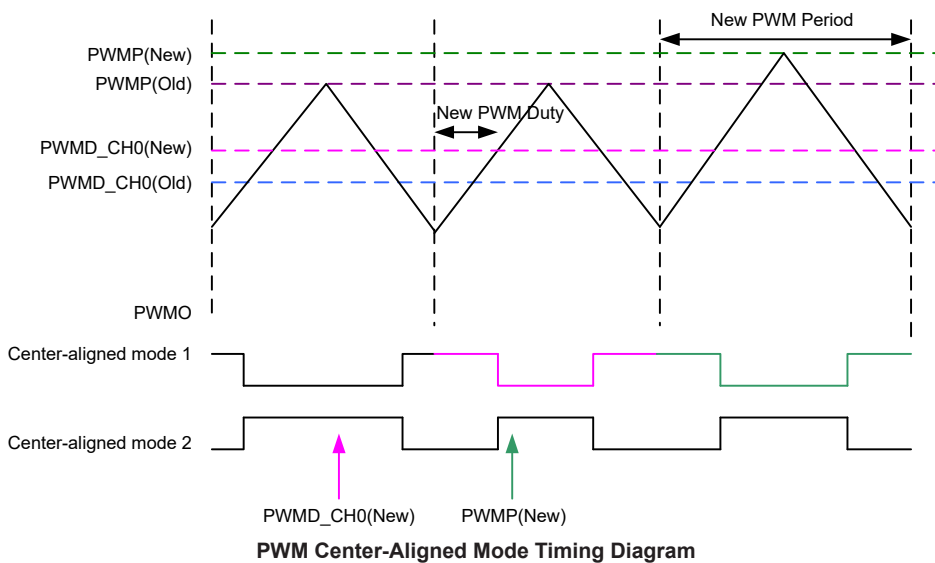 New PWM Period
PWMP(New)
PWMP(Old)
New PWM Duty
PWMD_CH0(New)
PWMD_CH0(Old)
PWMO
Center-aligned mode 1
Center-aligned mode 2
PWMD_CH0(New)
PWMP(New)
PWM Center-Aligned Mode Timing Diagram